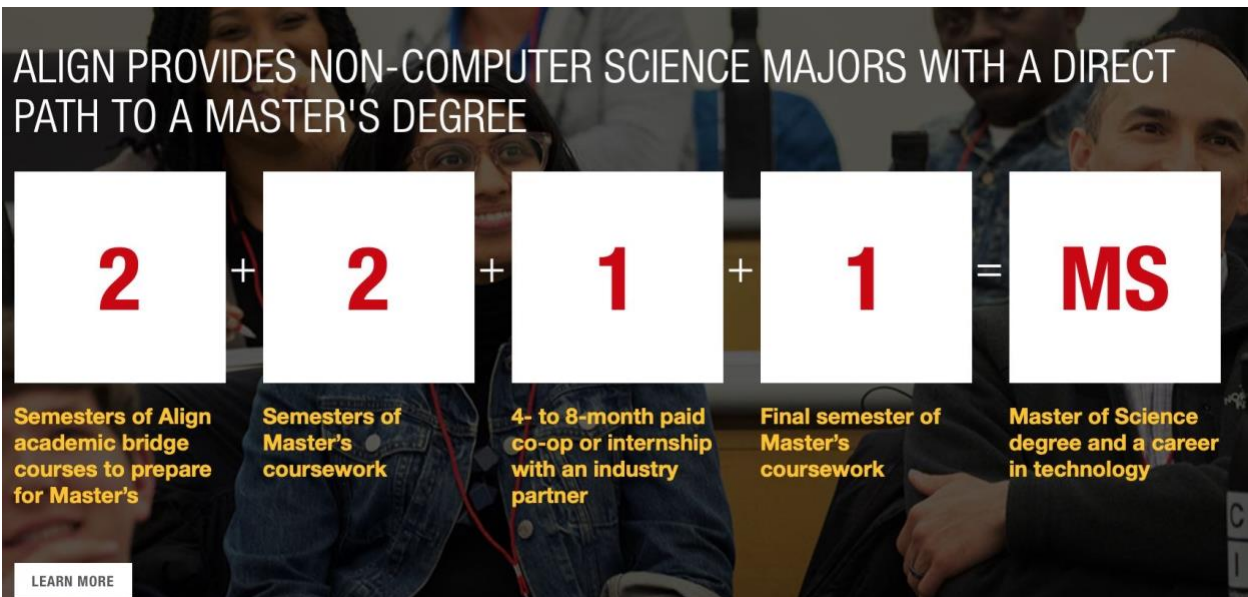 ALIGN PROVIDES NON-COMPUTER SCIENCE MAJORS WITH A DIRECT
PATH TO A MASTER'S DEGREE
2 + 2 + 1 + 1 = MS
Semesters of Align
academic bridge
courses to prepare
for Master's
Semesters of
Master's
coursework
4- to 8-month paid
co-op or internship
with an industry
partner
Final semester of
Master's
coursework
Master of Science
degree and a career
in technology
C
I
LEARN MORE